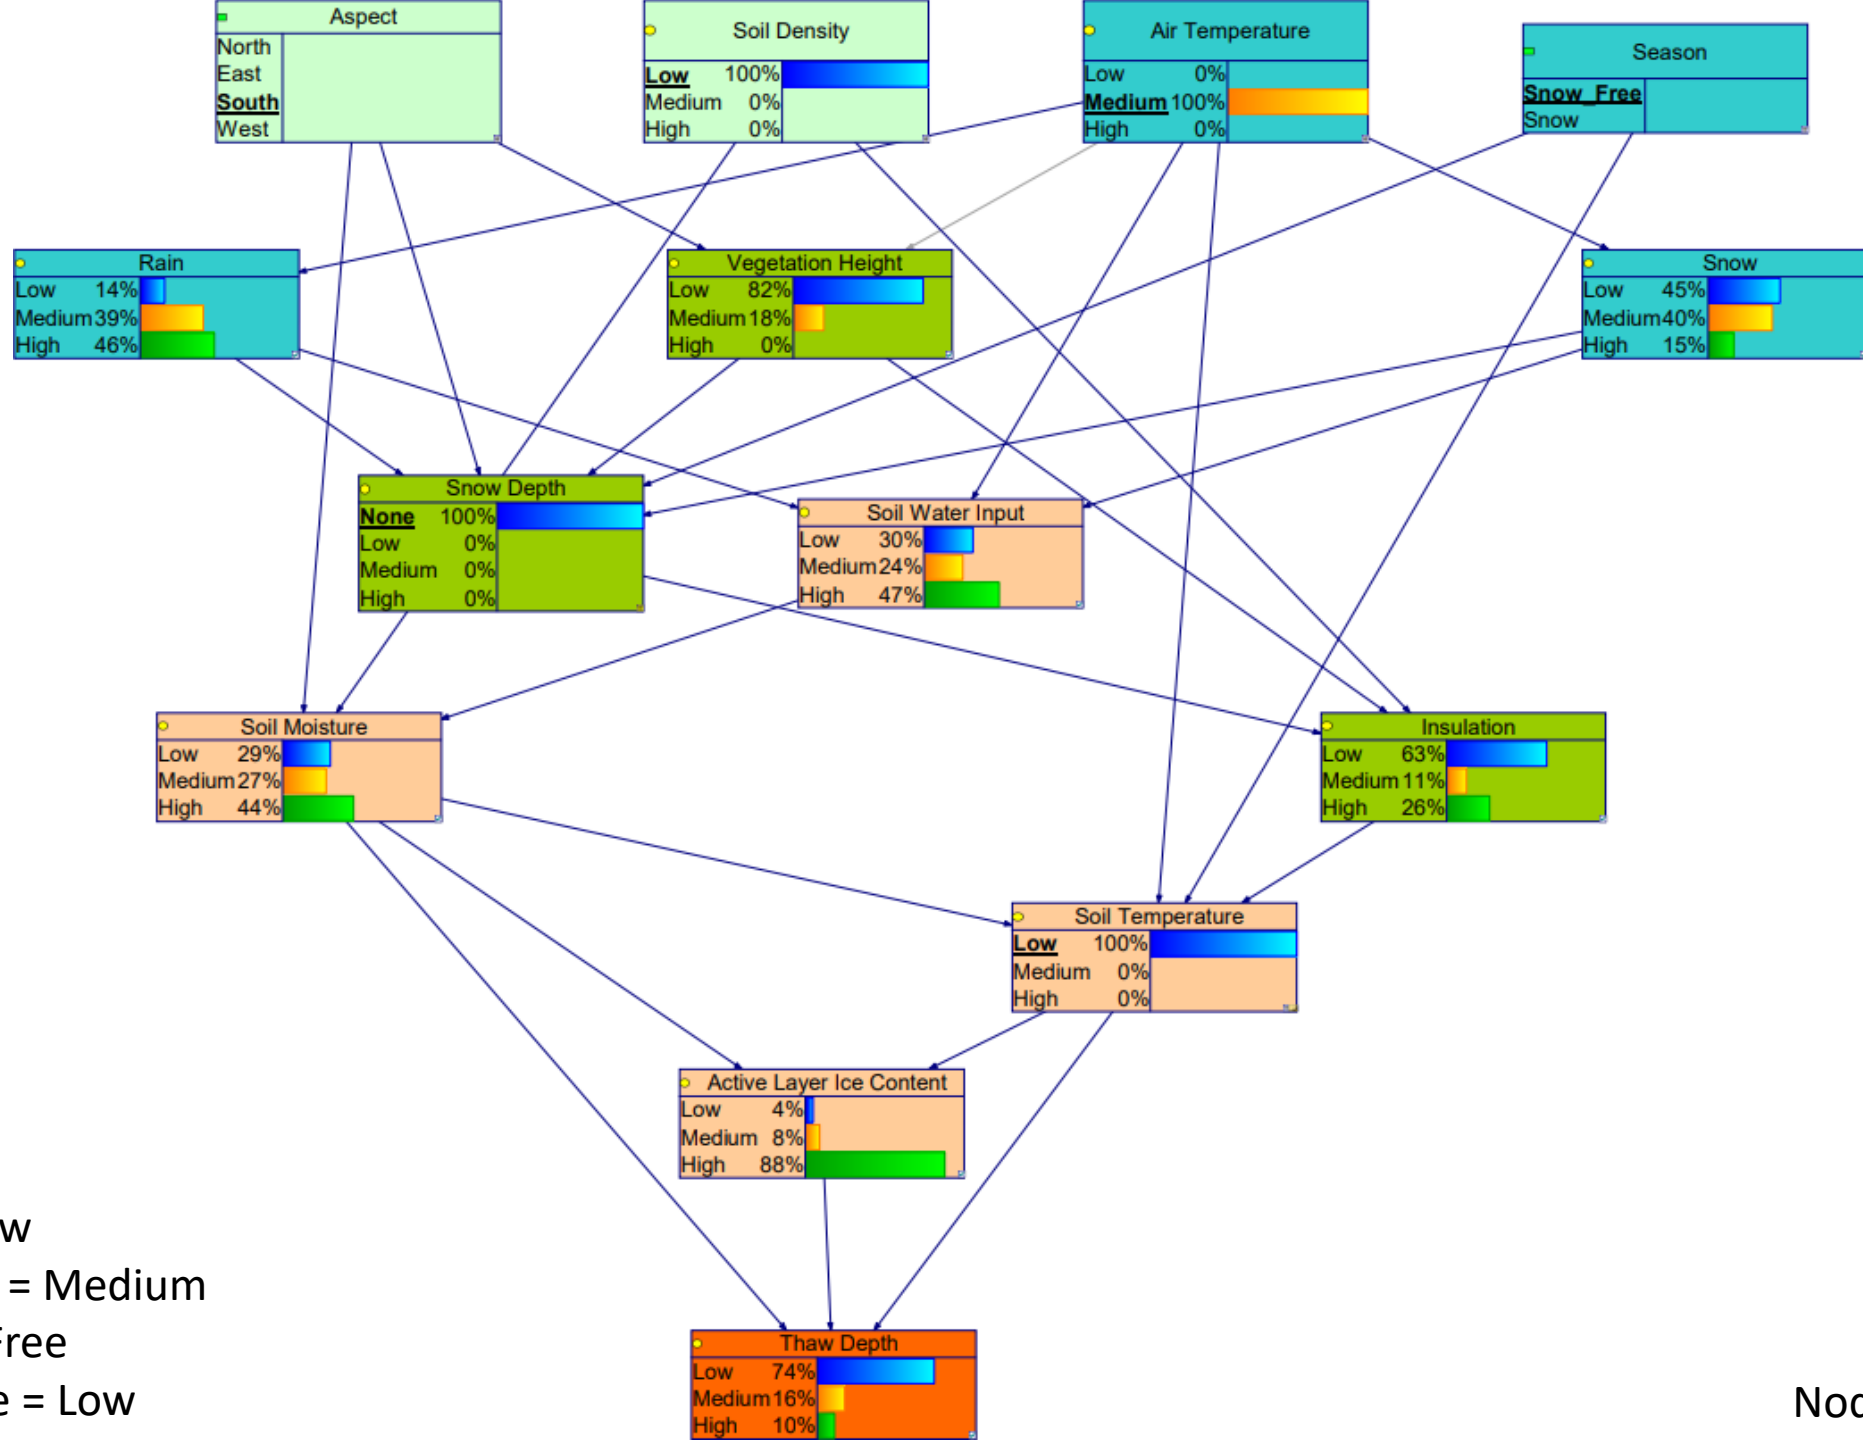 Aspect
North
East
South
West
Soil Density
Low 100%
Medium 0%
High 0%
Air Temperature
Low 0%
Medium 100%
High 0%
Season
Snow_Free
Snow
Rain
Low 14%
Medium 39%
High 46%
Vegetation Height
Low 82%
Medium 18%
High 0%
Snow
Low 45%
Medium 40%
High 15%
Snow Depth
None 100%
Low 0%
Medium 0%
High 0%
Soil Water Input
Low 30%
Medium 24%
High 47%
Soil Moisture
Low 29%
Medium 27%
High 44%
Insulation
Low 63%
Medium 11%
High 26%
Soil Temperature
Low 100%
Medium 0%
High 0%
Active Layer Ice Content
Low 4%
Medium 8%
High 88%
Thaw Depth
Low 74%
Medium 16%
High 10%
w
= Medium
Free
e = Low